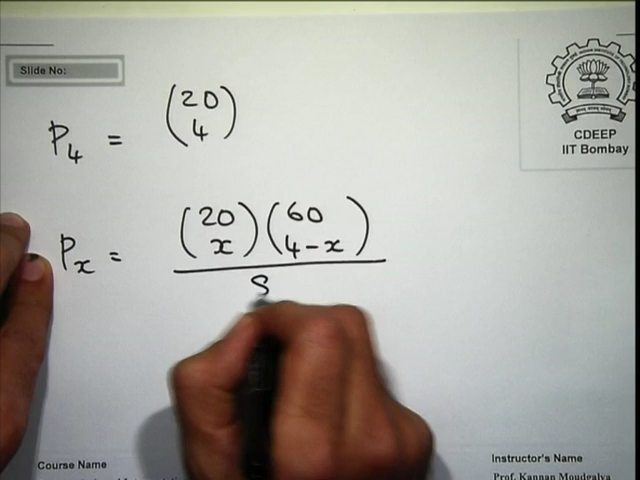 Slide No:
P₄ = (20 4)
CDEEP
IIT Bombay
Pₓ = (20 x)(60 4-x)
8
Course Name
Instructor's Name
Prof. Kannan Moudgalya